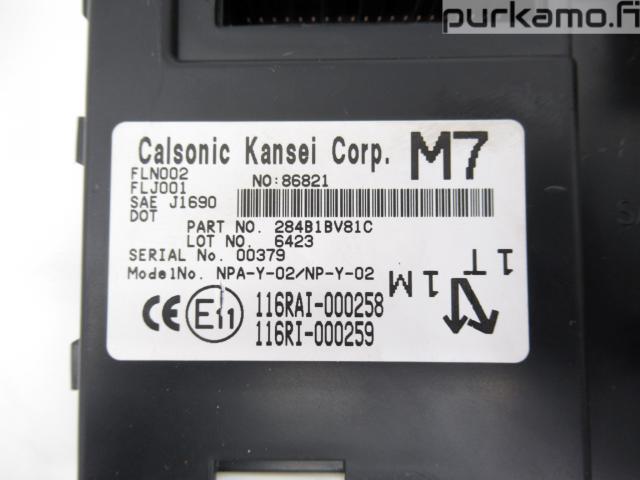 purkamo.fi
Calsonic Kansei Corp. M7
FLN002
FLJ001 NO:86821
SAE J1690
DOT
PART NO. 284B1BV81C
LOT NO. 6423
SERIAL No. 00379
ModelNo. NPA-Y-02/NP-Y-02
1M
1T
CE E11
116RAI-000258
116RI-000259